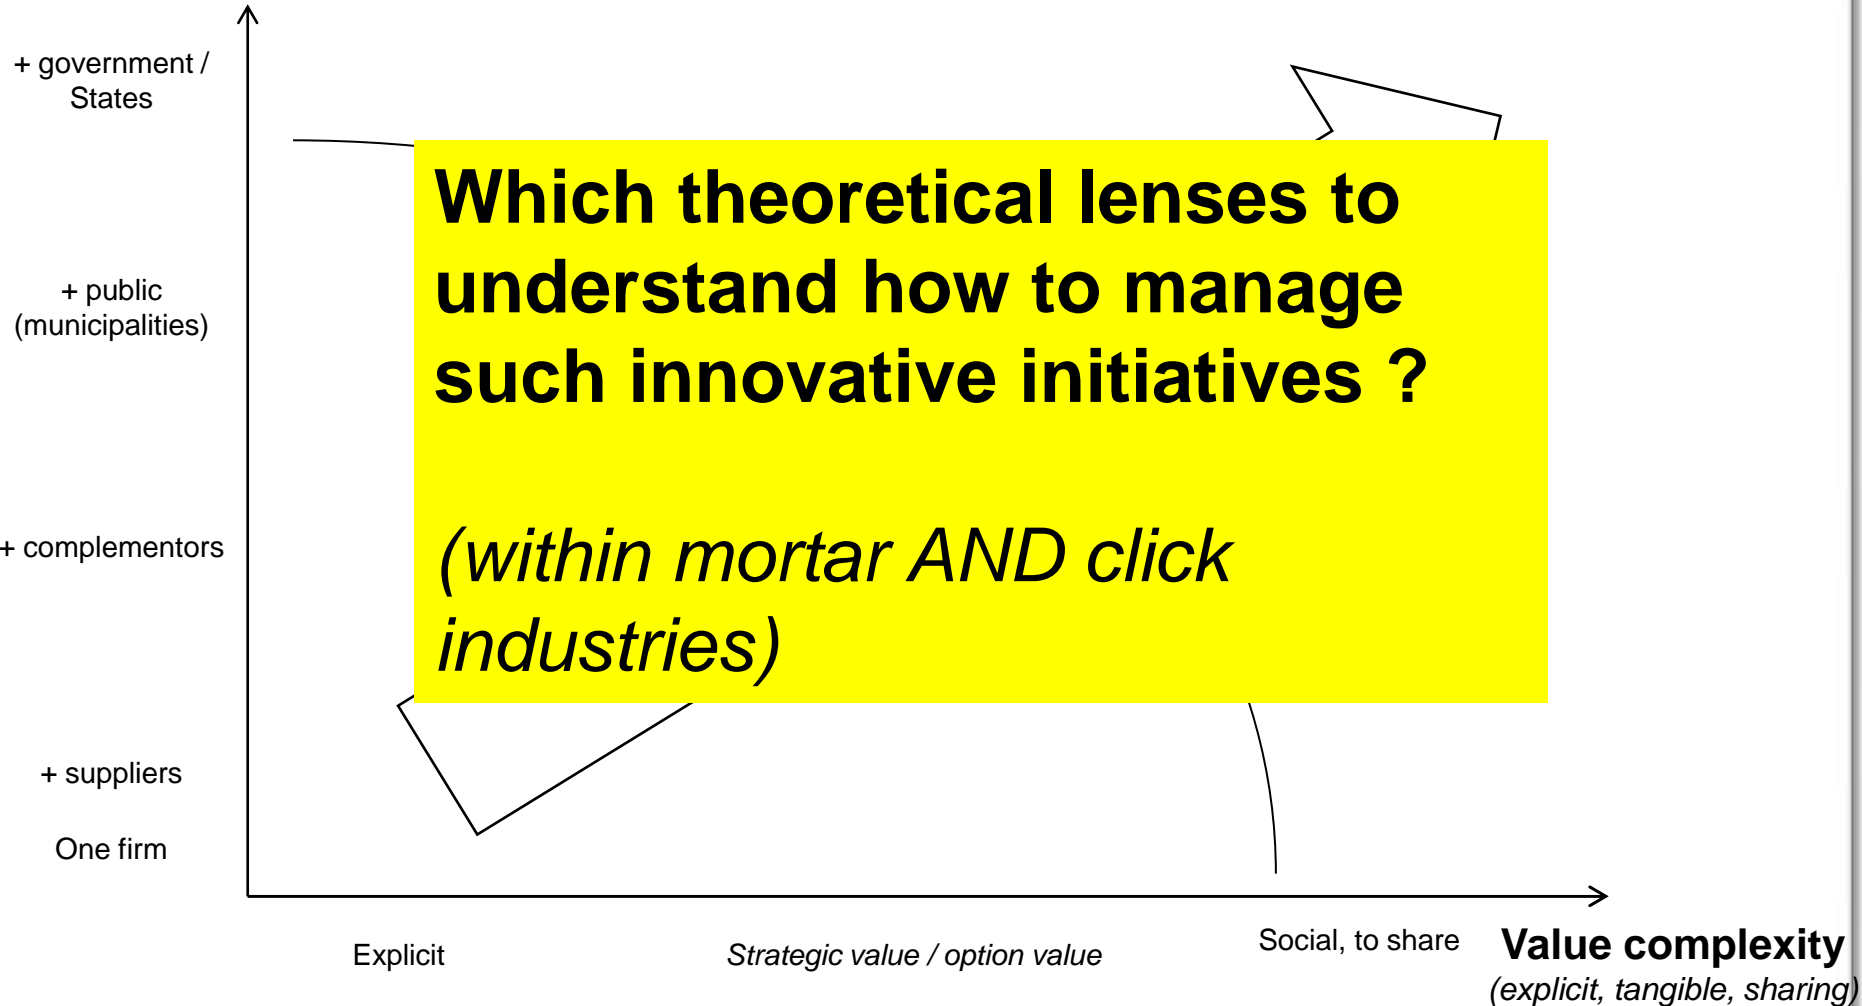 + government /
States
+ public
(municipalities)
+ complementors
+ suppliers
One firm
Which theoretical lenses to
understand how to manage
such innovative initiatives ?
(within mortar AND click
industries)
Explicit
Strategic value / option value
Social, to share
Value complexity
(explicit, tangible, sharing)